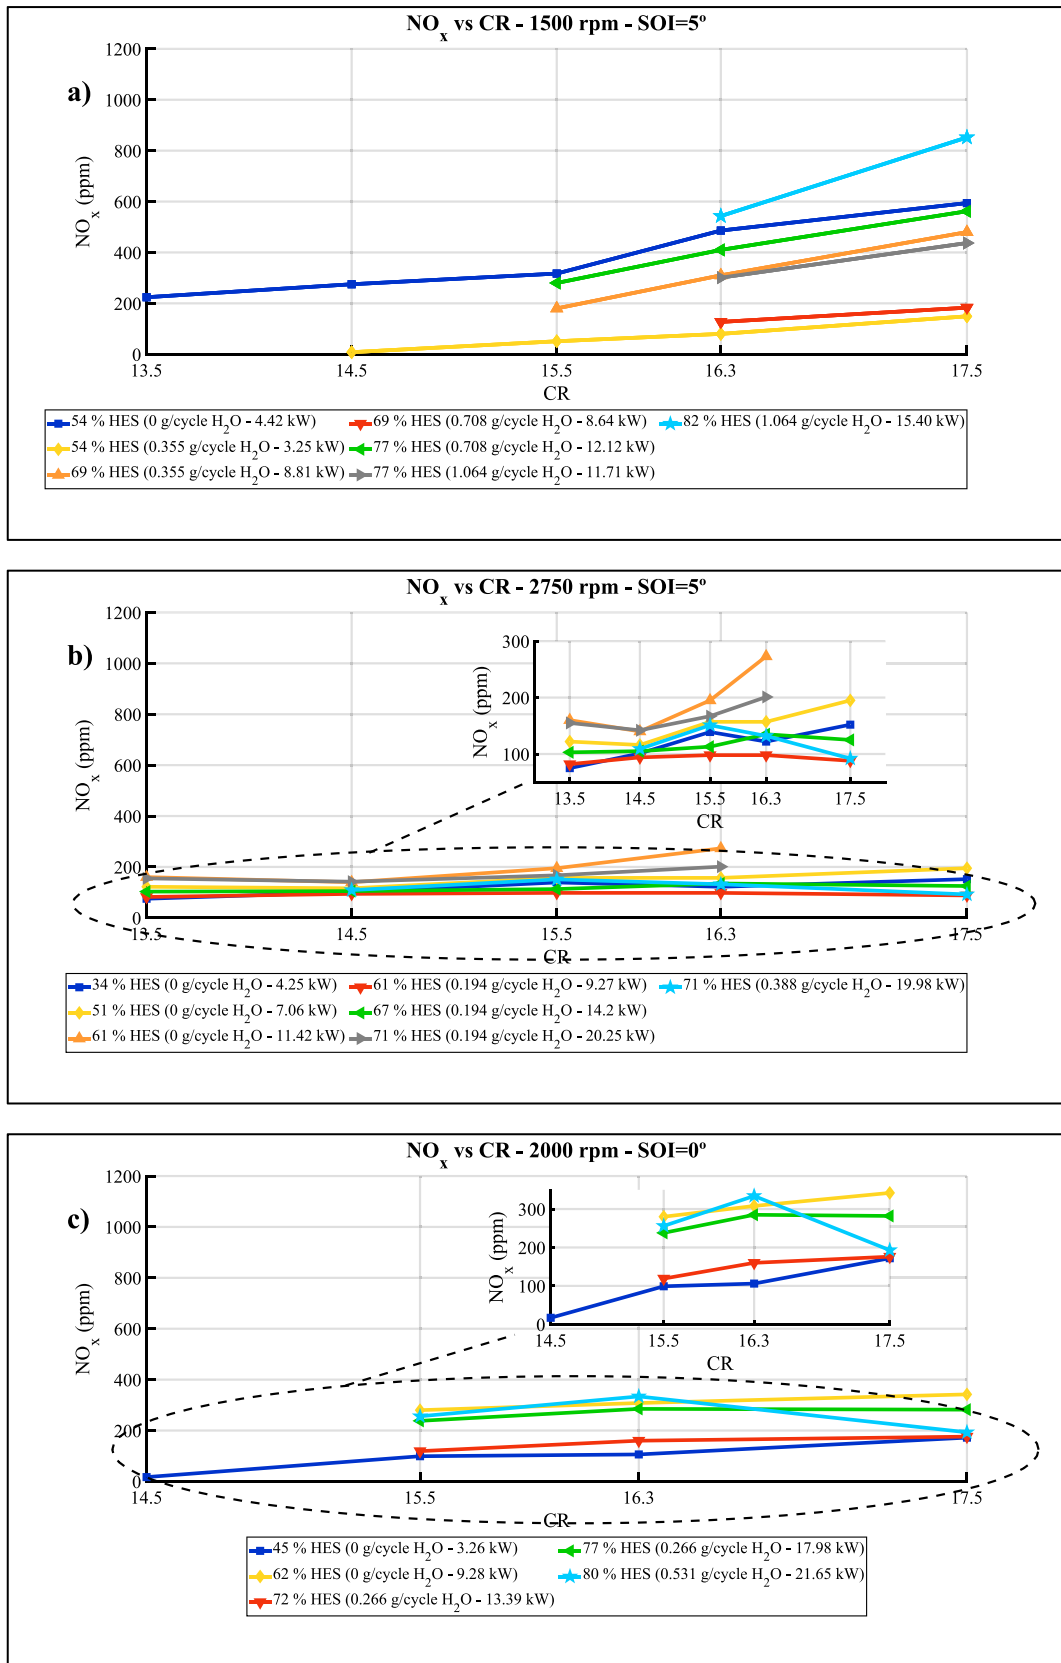 NOx vs CR - 1500 rpm - SOI=5º
a)
NOx (ppm)
1200
1000
800
600
400
200
0
13.5 14.5 15.5 16.3 17.5
CR
54 % HES (0 g/cycle H2O - 4.42 kW) 69 % HES (0.708 g/cycle H2O - 8.64 kW) 82 % HES (1.064 g/cycle H2O - 15.40 kW)
54 % HES (0.355 g/cycle H2O - 3.25 kW) 77 % HES (0.708 g/cycle H2O - 12.12 kW)
69 % HES (0.355 g/cycle H2O - 8.81 kW) 77 % HES (1.064 g/cycle H2O - 11.71 kW)
NOx vs CR - 2750 rpm - SOI=5º
b)
NOx (ppm)
1200
1000
800
600
400
200
0
13.5 14.5 15.5 16.3 17.5
CR
NOx (ppm)
300
200
100
13.5 14.5 15.5 16.3 17.5
CR
34 % HES (0 g/cycle H2O - 4.25 kW) 61 % HES (0.194 g/cycle H2O - 9.27 kW) 71 % HES (0.388 g/cycle H2O - 19.98 kW)
51 % HES (0 g/cycle H2O - 7.06 kW) 67 % HES (0.194 g/cycle H2O - 14.2 kW)
61 % HES (0 g/cycle H2O - 11.42 kW) 71 % HES (0.194 g/cycle H2O - 20.25 kW)
NOx vs CR - 2000 rpm - SOI=0º
c)
NOx (ppm)
1200
1000
800
600
400
200
0
14.5 15.5 16.3 17.5
CR
NOx (ppm)
300
200
100
0
14.5 15.5 16.3 17.5
CR
45 % HES (0 g/cycle H2O - 3.26 kW) 77 % HES (0.266 g/cycle H2O - 17.98 kW)
62 % HES (0 g/cycle H2O - 9.28 kW) 80 % HES (0.531 g/cycle H2O - 21.65 kW)
72 % HES (0.266 g/cycle H2O - 13.39 kW)